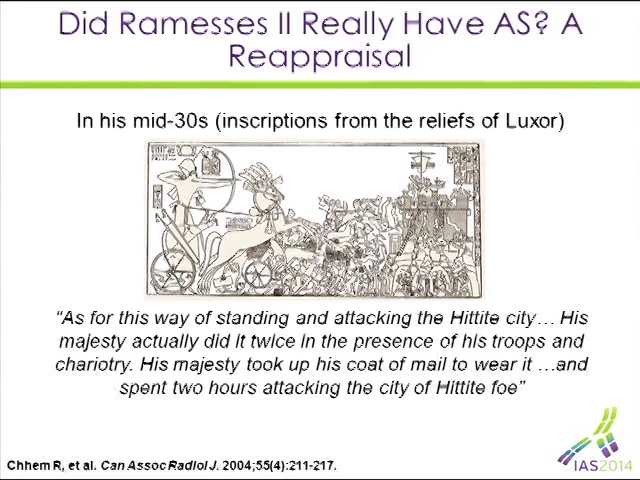 Did Ramesses II Really Have AS? A
Reappraisal
In his mid-30s (inscriptions from the reliefs of Luxor)
“As for this way of standing and attacking the Hittite city… His
majesty actually did it twice in the presence of his troops and
chariotry. His majesty took up his coat of mail to wear it …and
spent two hours attacking the city of Hittite foe”
Chhem R, et al. Can Assoc Radiol J. 2004;55(4):211-217.
IAS2014